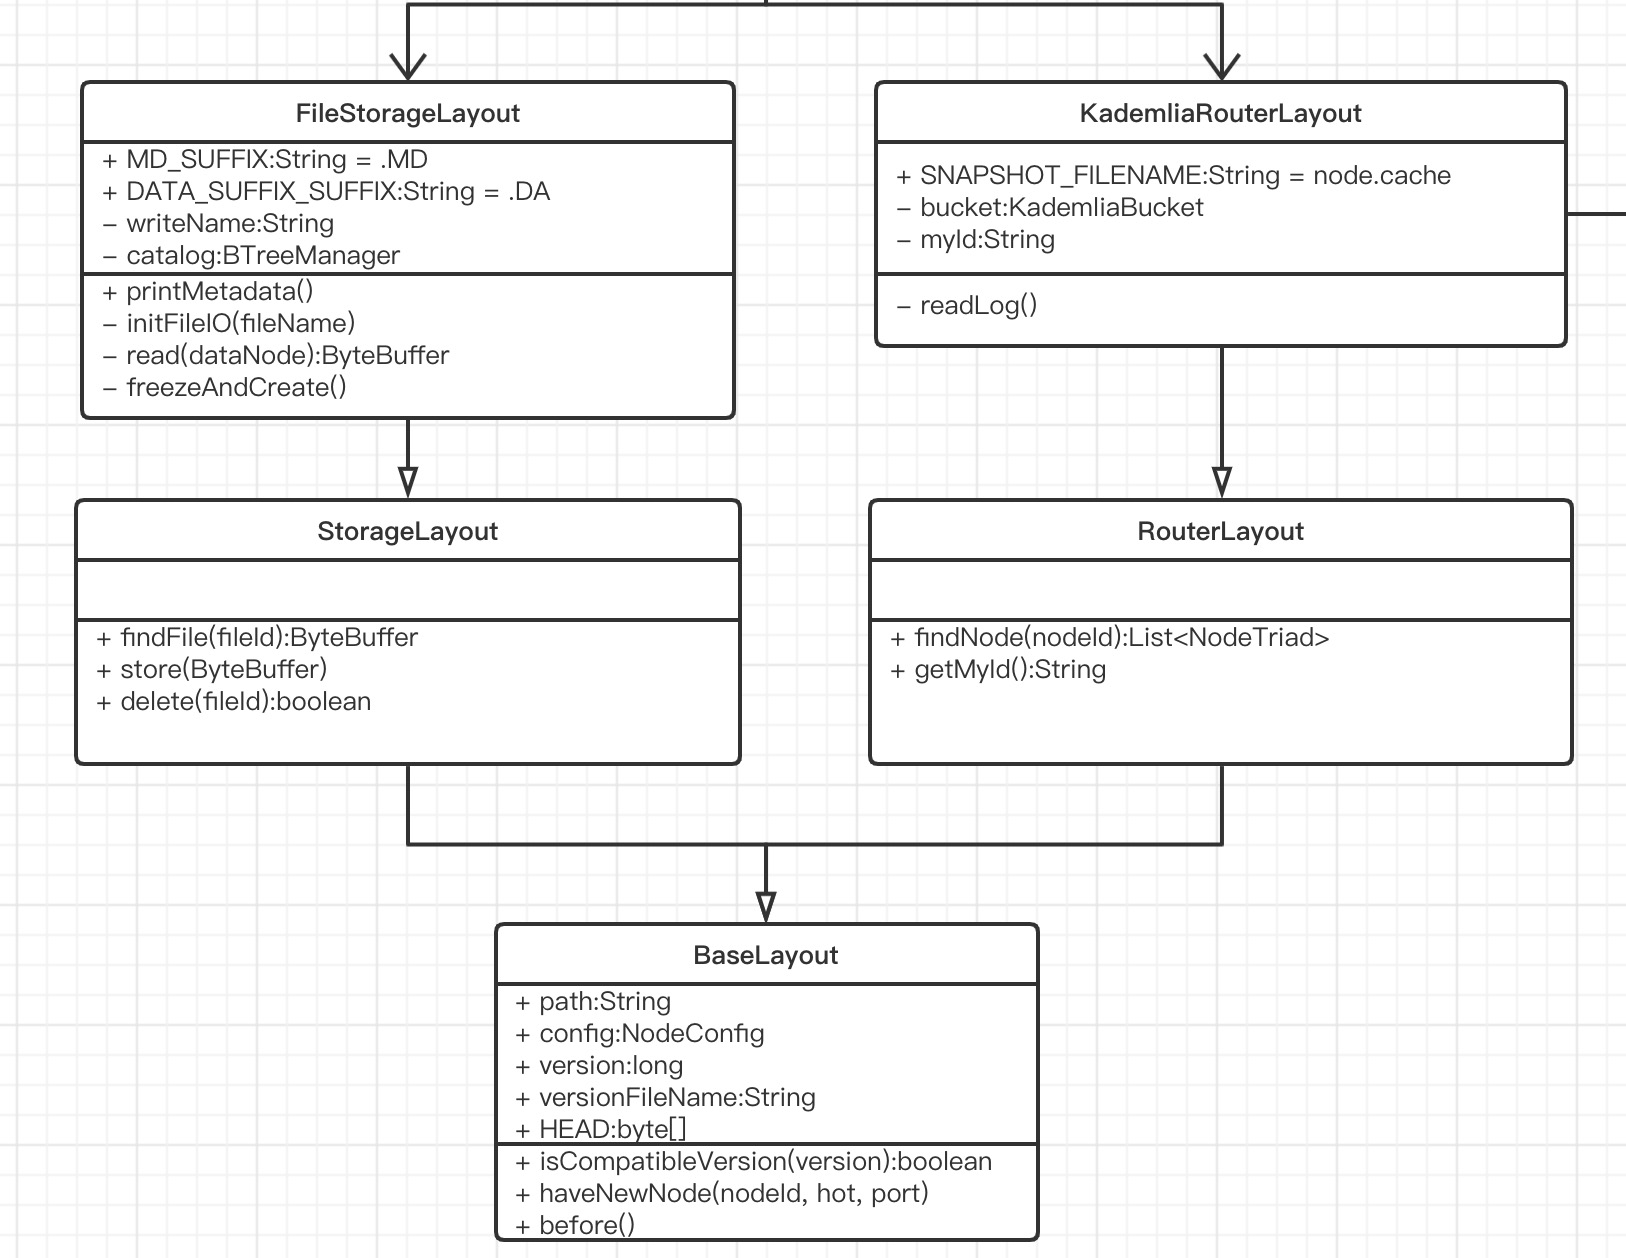 FileStorageLayout
+ MD_SUFFIX:String = .MD
+ DATA_SUFFIX_SUFFIX:String = .DA
– writeName:String
– catalog:BTreeManager
+ printMetadata()
– initFileIO(fileName)
– read(dataNode):ByteBuffer
– freezeAndCreate()
KademliaRouterLayout
+ SNAPSHOT_FILENAME:String = node.cache
– bucket:KademliaBucket
– myId:String
– readLog()
StorageLayout
+ findFile(fileId):ByteBuffer
+ store(ByteBuffer)
+ delete(fileId):boolean
RouterLayout
+ findNode(nodeId):List<NodeTriad>
+ getMyId():String
BaseLayout
+ path:String
+ config:NodeConfig
+ version:long
+ versionFileName:String
+ HEAD:byte[]
+ isCompatibleVersion(version):boolean
+ haveNewNode(nodeId, hot, port)
+ before()